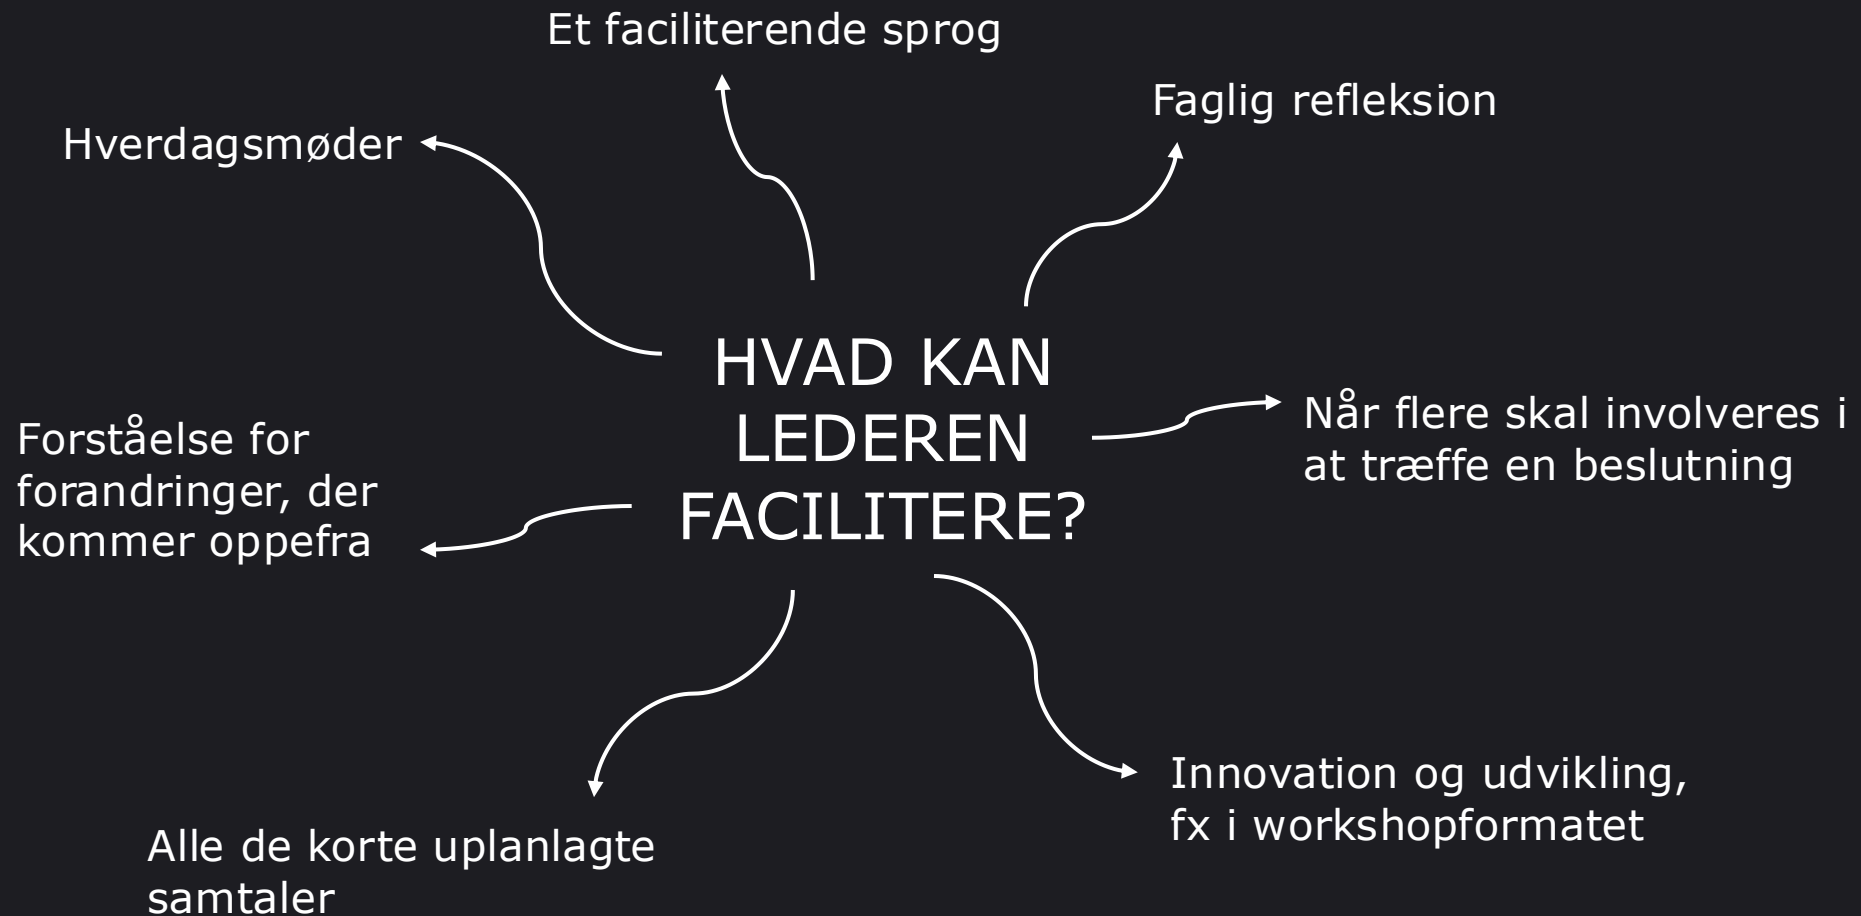 Et faciliterende sprog
Faglig refleksion
Hverdagsmøder
HVAD KAN
LEDEREN
FACILITERE?
Når flere skal involveres i
at træffe en beslutning
Forståelse for
forandringer, der
kommer oppefra
Innovation og udvikling,
fx i workshopformatet
Alle de korte uplanlagte
samtaler